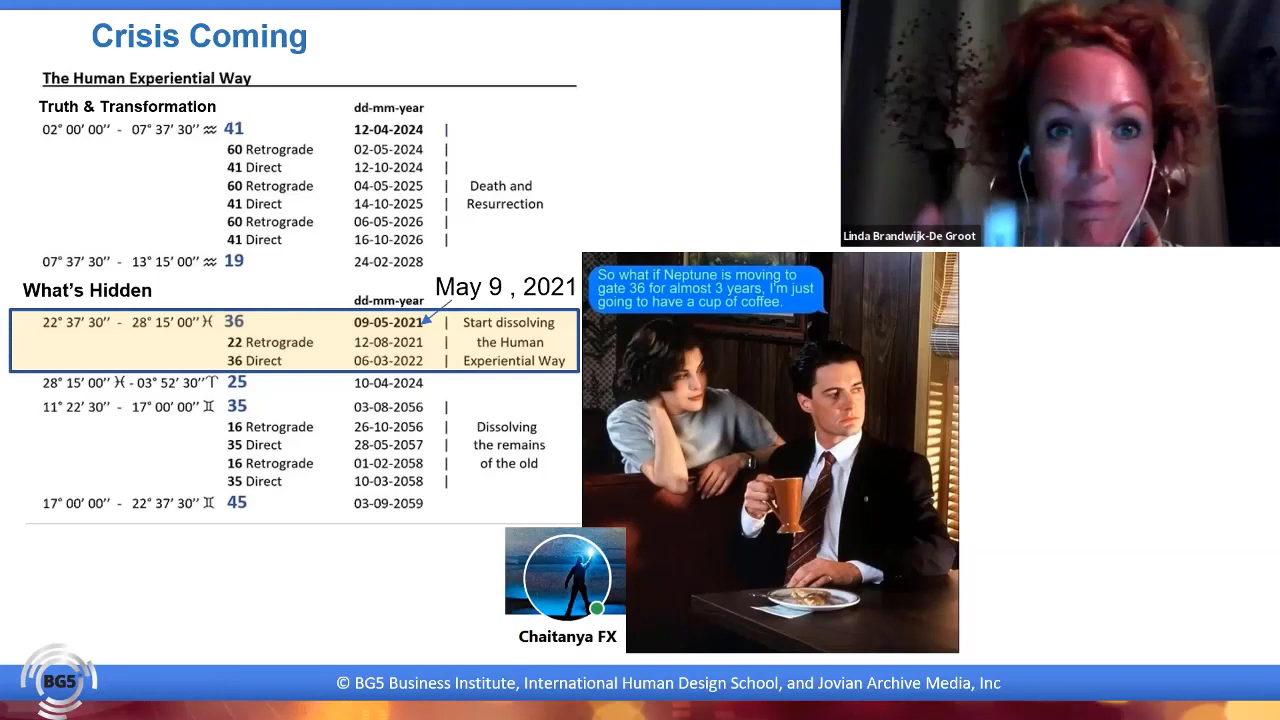 Crisis Coming
The Human Experiential Way
Truth & Transformation dd-mm-year
02° 00′ 00′′ - 07° 37′ 30′′ ♒ 41 12-04-2024 |
60 Retrograde 02-05-2024 |
41 Direct 12-10-2024 |
60 Retrograde 04-05-2025 | Death and
41 Direct 14-10-2025 | Resurrection
60 Retrograde 06-05-2026 |
41 Direct 16-10-2026 |
07° 37′ 30′′ - 13° 15′ 00′′ ♒ 19 24-02-2028
May 9 , 2021
What's Hidden dd-mm-year
22° 37′ 30′′ - 28° 15′ 00′′ ♓ 36 09-05-2021 | Start dissolving
22 Retrograde 12-08-2021 | the Human
36 Direct 06-03-2022 | Experiential Way
28° 15′ 00′′ ♓ - 03° 52′ 30′′ ♈ 25 10-04-2024
11° 22′ 30′′ - 17° 00′ 00′′ ♊ 35 03-08-2056 |
16 Retrograde 26-10-2056 | Dissolving
35 Direct 28-05-2057 | the remains
16 Retrograde 01-02-2058 | of the old
35 Direct 10-03-2058 |
17° 00′ 00′′ - 22° 37′ 30′′ ♊ 45 03-09-2059
Linda Brandwijk-De Groot
So what if Neptune is moving to
gate 36 for almost 3 years, I'm just
going to have a cup of coffee.
Chaitanya FX
BG5
© BG5 Business Institute, International Human Design School, and Jovian Archive Media, Inc